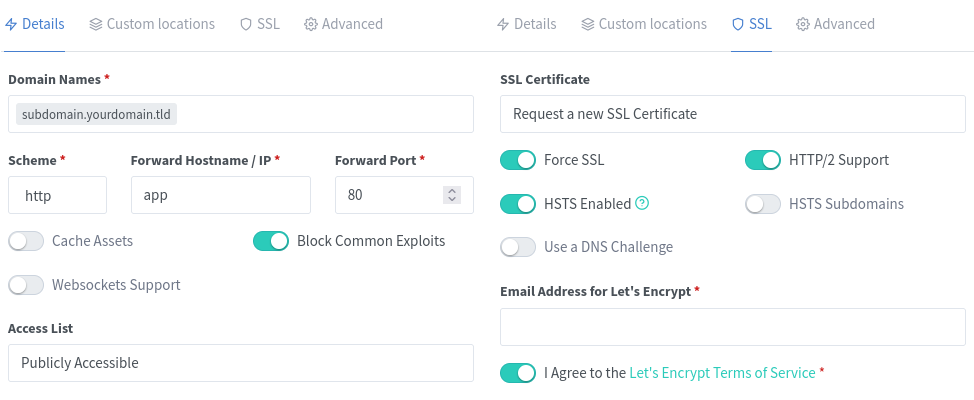 Details Custom locations SSL Advanced
Domain Names *
subdomain.yourdomain.tld
Scheme * Forward Hostname / IP * Forward Port *
http app 80
Cache Assets Block Common Exploits
Websockets Support
Access List
Publicly Accessible
Details Custom locations SSL Advanced
SSL Certificate
Request a new SSL Certificate
Force SSL HTTP/2 Support
HSTS Enabled ? HSTS Subdomains
Use a DNS Challenge
Email Address for Let's Encrypt *
I Agree to the Let's Encrypt Terms of Service *